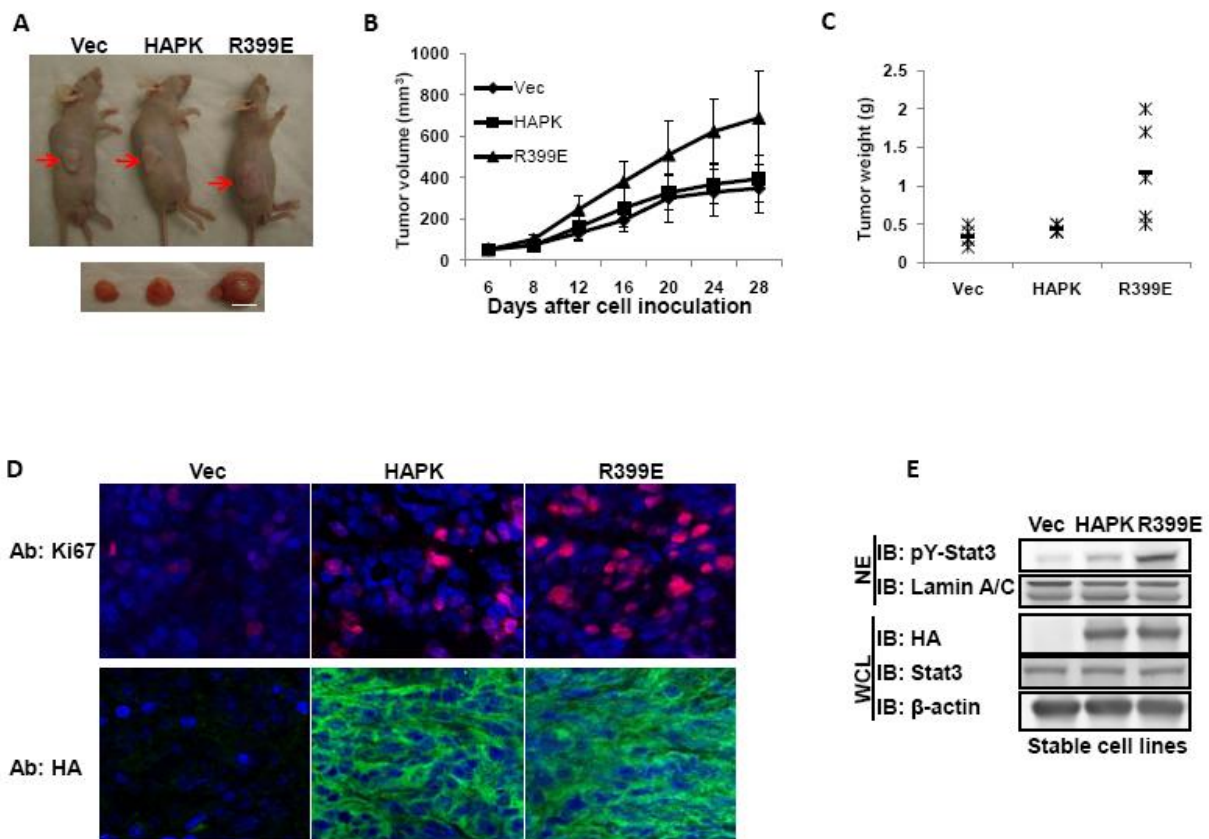 A
Vec HAPK R399E
B
Tumor volume (mm³)
1000
800
600
400
200
0
Vec
HAPK
R399E
6 8 12 16 20 24 28
Days after cell inoculation
C
Tumor weight (g)
2.5
2
1.5
1
0.5
0
Vec HAPK R399E
D
Vec HAPK R399E
Ab: Ki67
Ab: HA
E
Vec HAPK R399E
NE
IB: pY-Stat3
IB: Lamin A/C
WCL
IB: HA
IB: Stat3
IB: β-actin
Stable cell lines